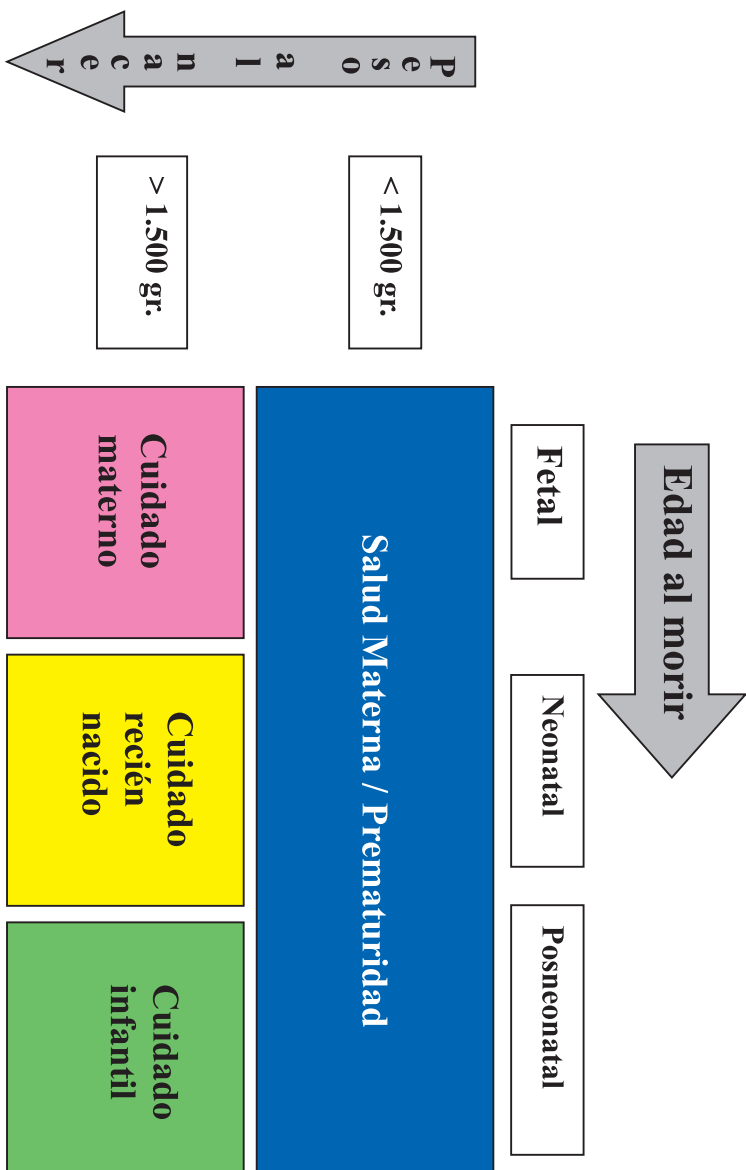 Edad al morir
Fetal
Neonatal
Posneonatal
Peso al nacer
< 1.500 gr.
Salud Materna / Prematuridad
> 1.500 gr.
Cuidado
materno
Cuidado
recién
nacido
Cuidado
infantil